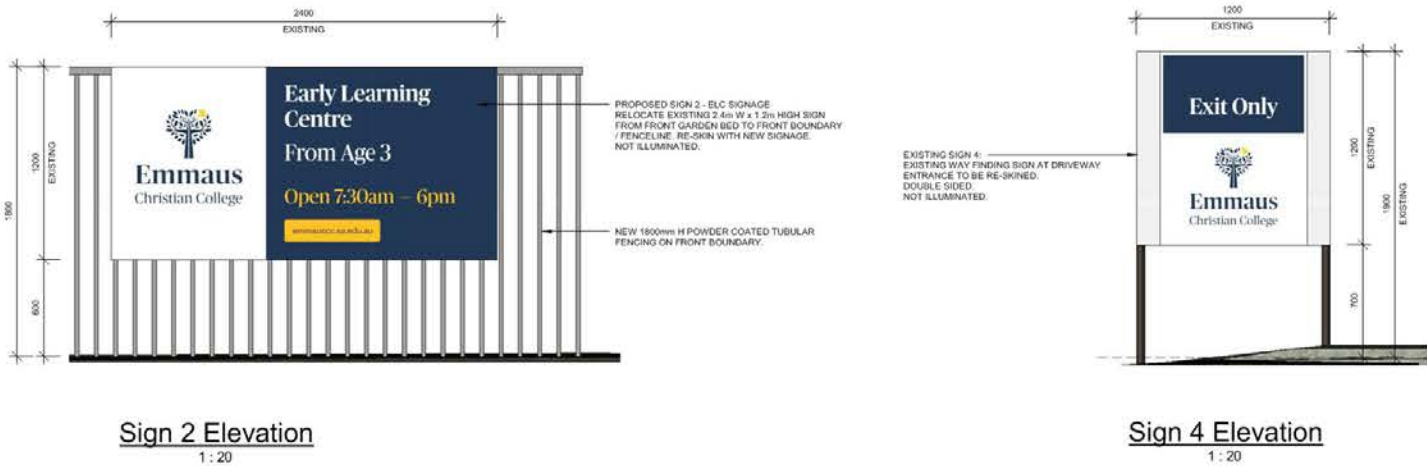 2400
EXISTING
1800
1200
EXISTING
600
Emmaus
Christian College
Early Learning
Centre
From Age 3
Open 7:30am – 6pm
emmauscc.sa.edu.au
PROPOSED SIGN 2 - ELC SIGNAGE
RELOCATE EXISTING 2.4m W x 1.2m HIGH SIGN
FROM FRONT GARDEN BED TO FRONT BOUNDARY
/ FENCELINE. RE-SKIN WITH NEW SIGNAGE.
NOT ILLUMINATED.
NEW 1800mm H POWDER COATED TUBULAR
FENCING ON FRONT BOUNDARY.
Sign 2 Elevation
1 : 20
1200
EXISTING
EXISTING SIGN 4:
EXISTING WAY FINDING SIGN AT DRIVEWAY
ENTRANCE TO BE RE-SKINED.
DOUBLE SIDED.
NOT ILLUMINATED.
Exit Only
Emmaus
Christian College
1200
EXISTING
700
1900
EXISTING
Sign 4 Elevation
1 : 20